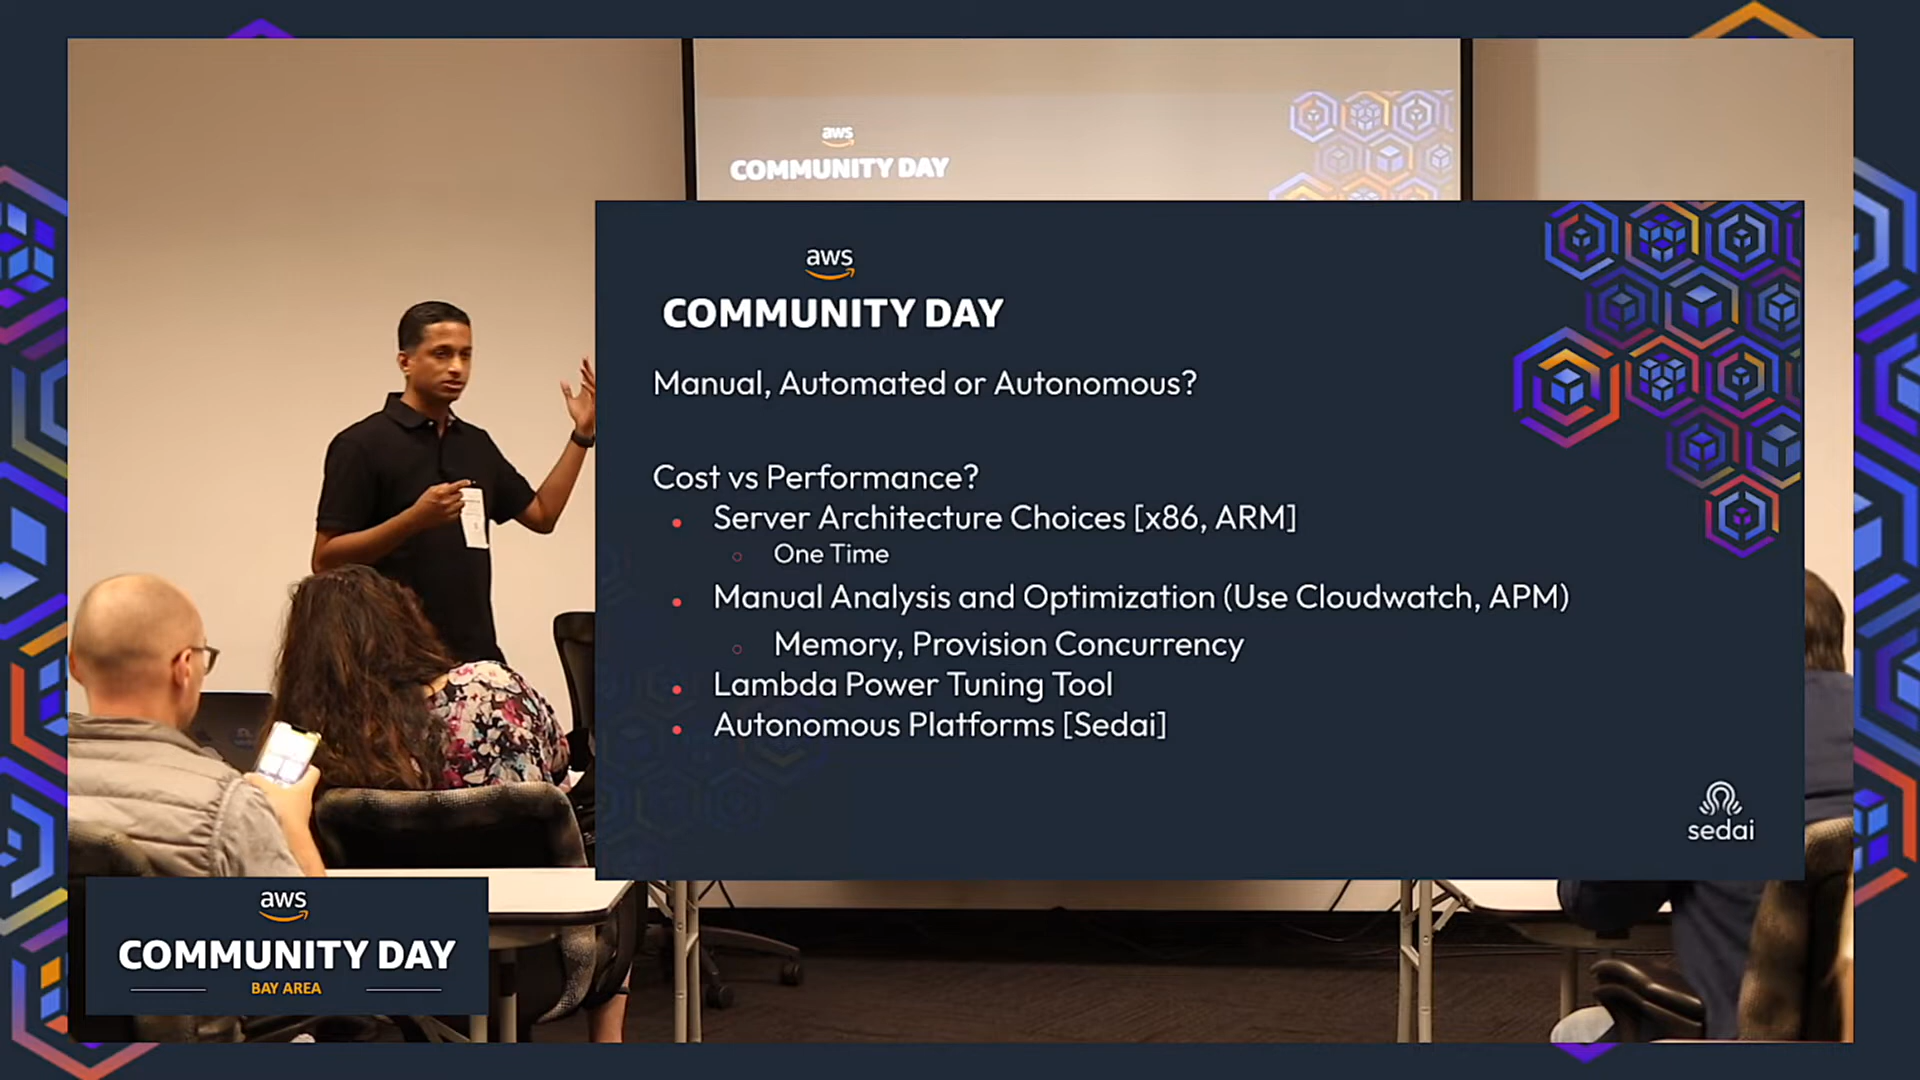 aws
COMMUNITY DAY
aws
COMMUNITY DAY
Manual, Automated or Autonomous?
Cost vs Performance?
Server Architecture Choices [x86, ARM]
One Time
Manual Analysis and Optimization (Use Cloudwatch, APM)
Memory, Provision Concurrency
Lambda Power Tuning Tool
Autonomous Platforms [Sedai]
sedai
aws
COMMUNITY DAY
BAY AREA